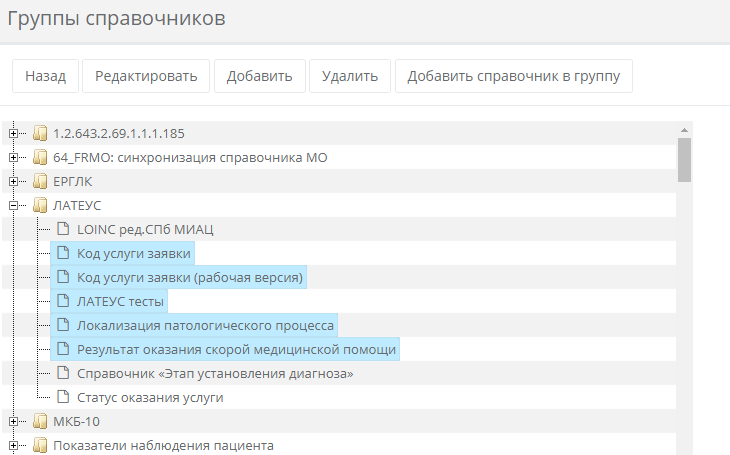 Группы справочников
Назад Редактировать Добавить Удалить Добавить справочник в группу
1.2.643.2.69.1.1.1.185
64_FRMO: синхронизация справочника МО
ЕРГЛК
ЛАТЕУС
LOINC ред.СПб МИАЦ
Код услуги заявки
Код услуги заявки (рабочая версия)
ЛАТЕУС тесты
Локализация патологического процесса
Результат оказания скорой медицинской помощи
Справочник «Этап установления диагноза»
Статус оказания услуги
МКБ-10
Показатели наблюдения пациента